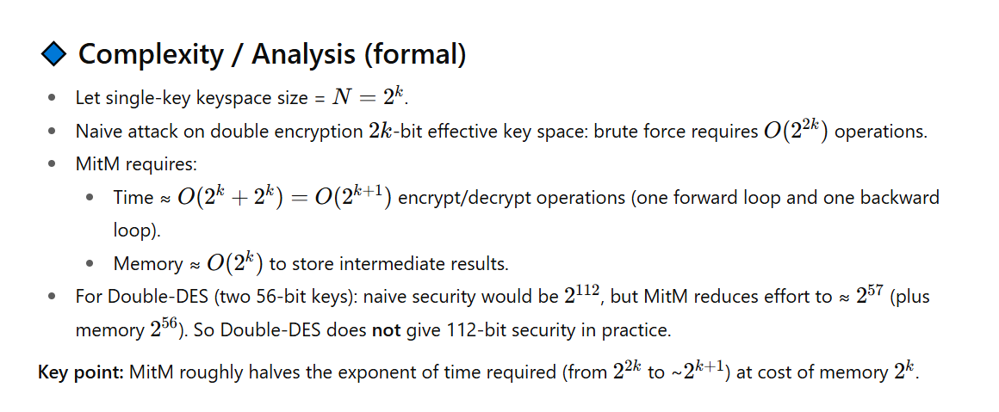 Complexity / Analysis (formal)
• Let single-key keyspace size = N = 2^k.
• Naive attack on double encryption 2k-bit effective key space: brute force requires O(2^{2k}) operations.
• MitM requires:
• Time ≈ O(2^k + 2^k) = O(2^{k+1}) encrypt/decrypt operations (one forward loop and one backward
loop).
• Memory ≈ O(2^k) to store intermediate results.
• For Double-DES (two 56-bit keys): naive security would be 2^{112}, but MitM reduces effort to ≈ 2^{57} (plus
memory 2^{56}). So Double-DES does not give 112-bit security in practice.
Key point: MitM roughly halves the exponent of time required (from 2^{2k} to ~2^{k+1}) at cost of memory 2^k.